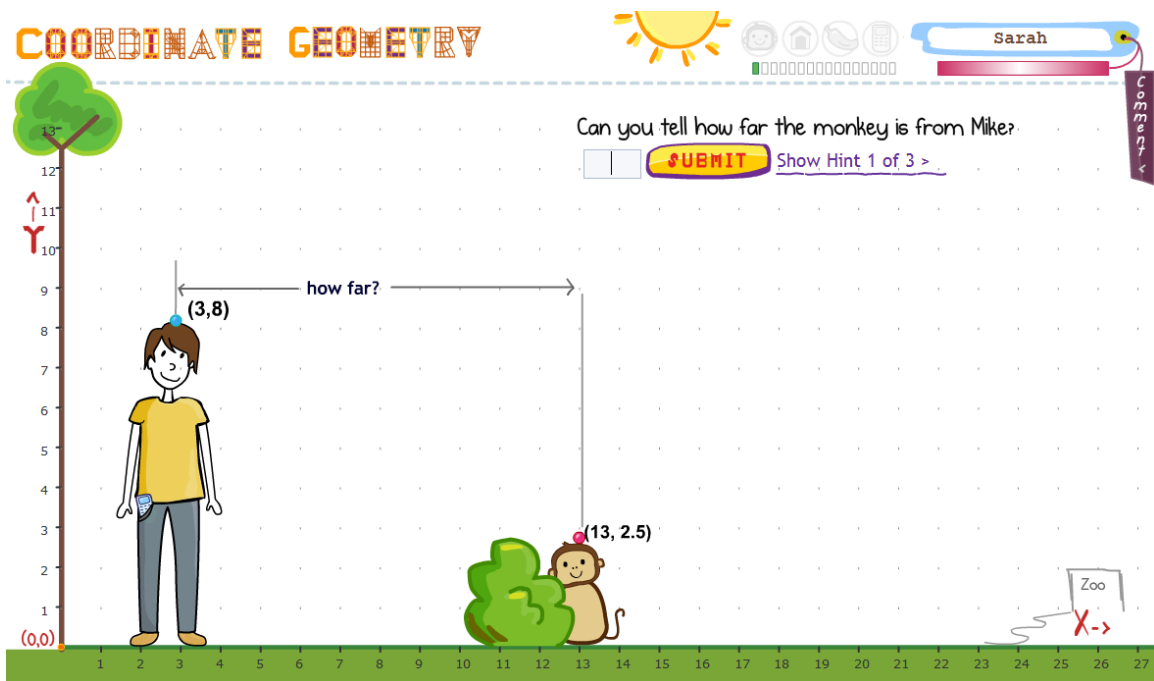 COORDINATE GEOMETRY
Sarah
Comment <
Can you tell how far the monkey is from Mike?
SUBMIT
Show Hint 1 of 3 >
13
12
11
10
9
8
7
6
5
4
3
2
1
(0,0)
<-Y
how far?
(3,8)
(13, 2.5)
Zoo
X->
1 2 3 4 5 6 7 8 9 10 11 12 13 14 15 16 17 18 19 20 21 22 23 24 25 26 27